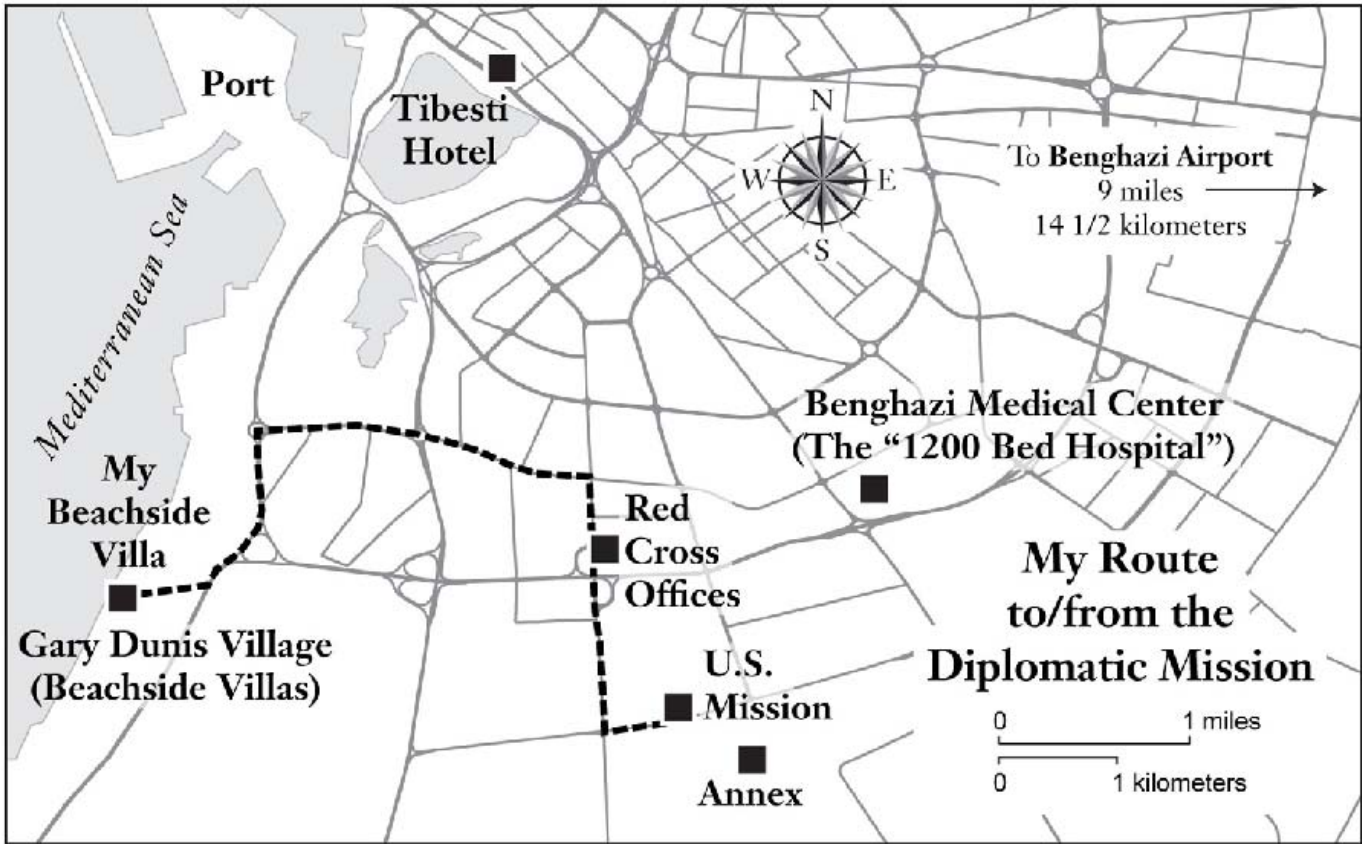 Port
Tibesti
Hotel
N
W
E
S
To Benghazi Airport
9 miles
14 1/2 kilometers
Mediterranean Sea
Benghazi Medical Center
(The “1200 Bed Hospital”)
My
Beachside
Villa
Red
Cross
Offices
Gary Dunis Village
(Beachside Villas)
U.S.
Mission
Annex
My Route
to/from the
Diplomatic Mission
0 1 miles
0 1 kilometers